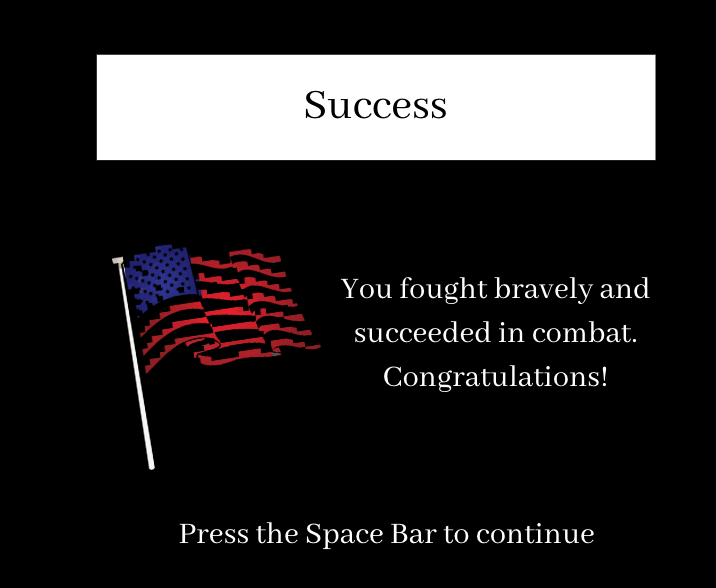 Success
You fought bravely and
succeeded in combat.
Congratulations!
Press the Space Bar to continue